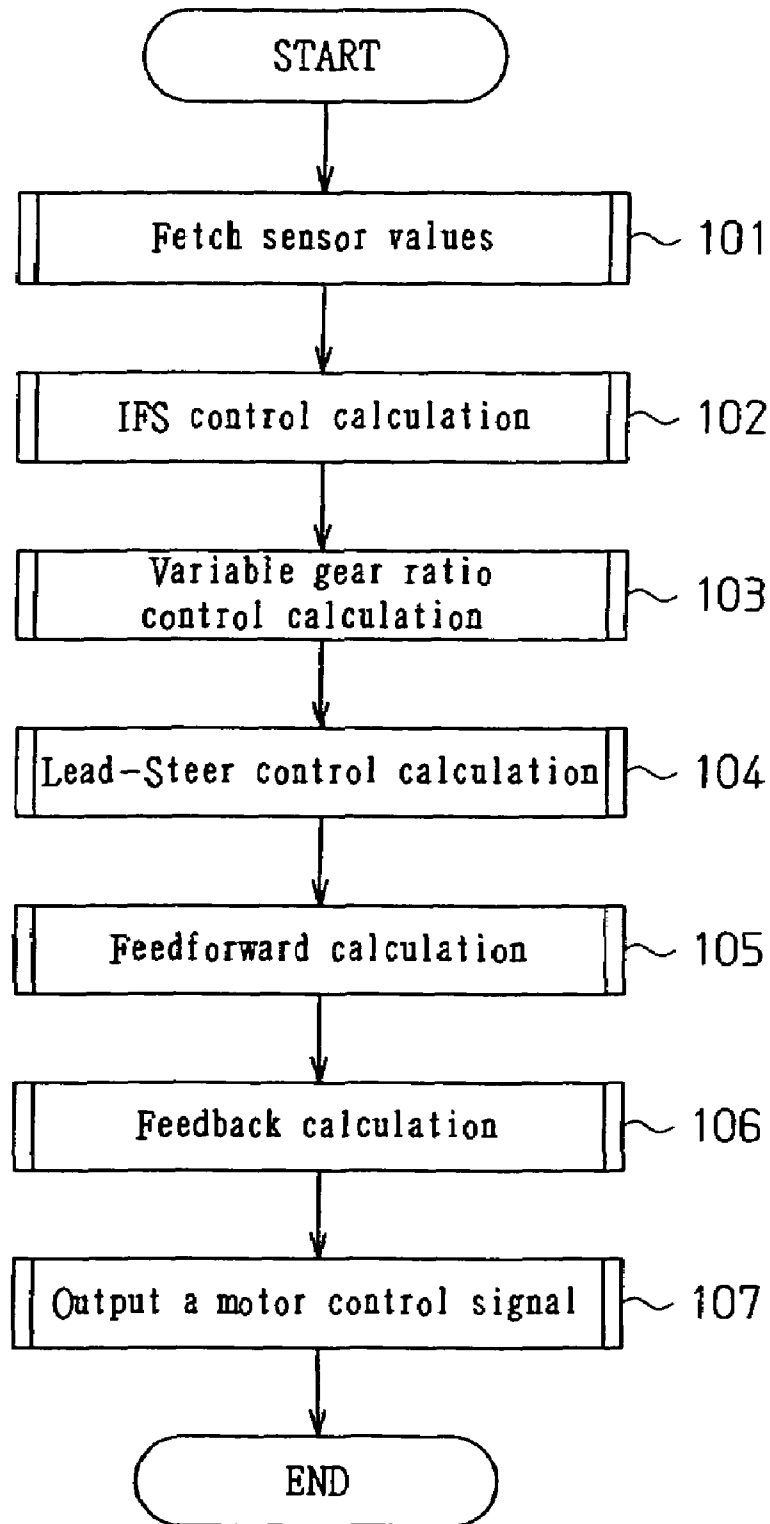 START
Fetch sensor values
101
IFS control calculation
102
Variable gear ratio
control calculation
103
Lead-Steer control calculation
104
Feedforward calculation
105
Feedback calculation
106
Output a motor control signal
107
END